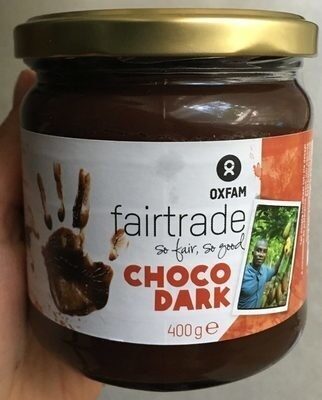 OXFAM
fairtrade
so fair, so good
CHOCO
DARK
400g e